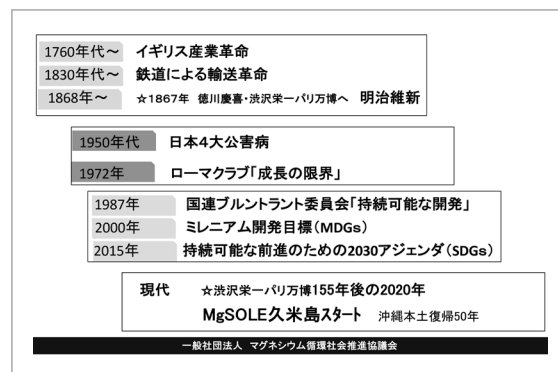 1760年代～ イギリス産業革命
1830年代～ 鉄道による輸送革命
1868年～ ☆1867年 徳川慶喜・渋沢栄一パリ万博へ 明治維新
1950年代 日本４大公害病
1972年 ローマクラブ「成長の限界」
1987年 国連ブルントラント委員会「持続可能な開発」
2000年 ミレニアム開発目標（MDGs）
2015年 持続可能な前進のための2030アジェンダ（SDGs）
現代 ☆渋沢栄一パリ万博155年後の2020年
MgSOLE久米島スタート 沖縄本土復帰50年
一般社団法人 マグネシウム循環社会推進協議会